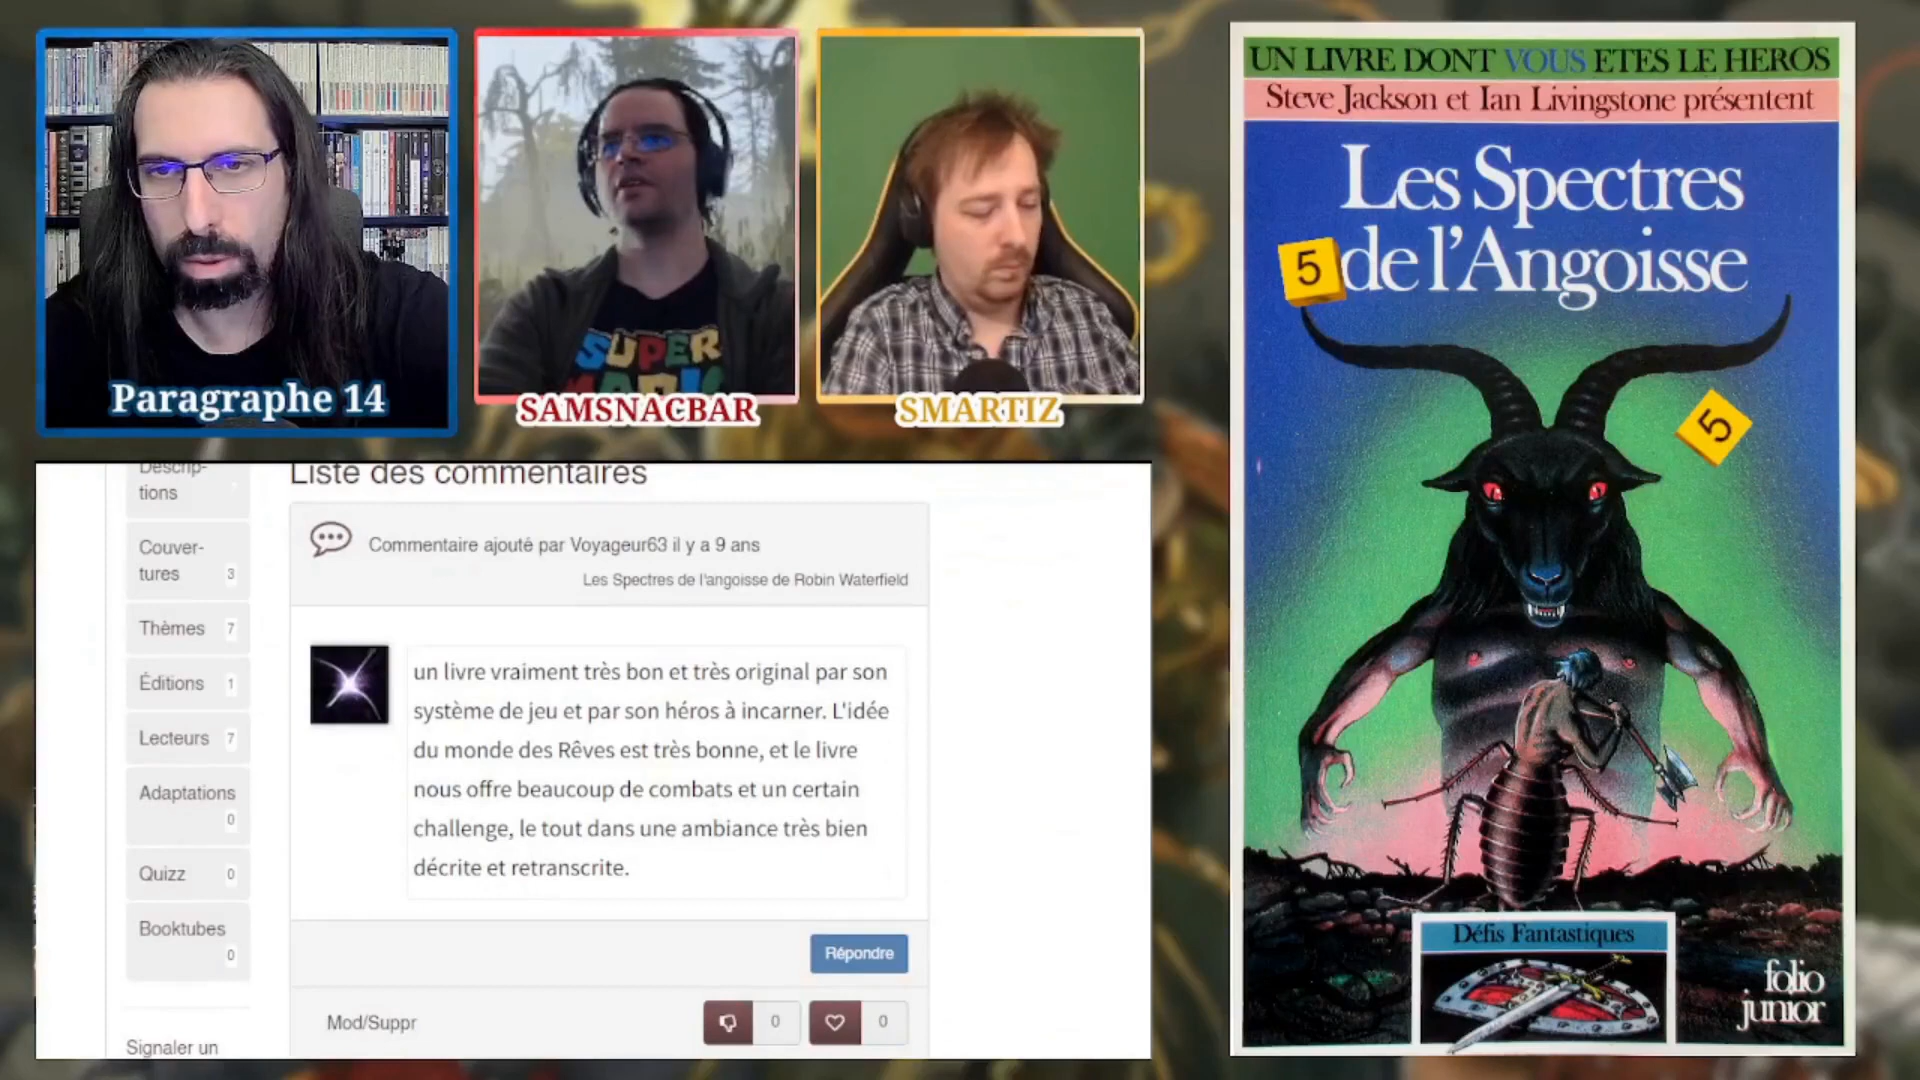 Paragraphe 14
SUPER
MARIO
SAMSNACBAR
SMARTIZ
UN LIVRE DONT VOUS ETES LE HEROS
Steve Jackson et Ian Livingstone présentent
Les Spectres
de l'Angoisse
5
5
Défis Fantastiques
folio
junior
Descrip-
tions
Couver-
tures 3
Thèmes 7
Éditions 1
Lecteurs 7
Adaptations
0
Quizz 0
Booktubes
0
Signaler un
Liste des commentaires
Commentaire ajouté par Voyageur63 il y a 9 ans
Les Spectres de l'angoisse de Robin Waterfield
un livre vraiment très bon et très original par son
système de jeu et par son héros à incarner. L'idée
du monde des Rêves est très bonne, et le livre
nous offre beaucoup de combats et un certain
challenge, le tout dans une ambiance très bien
décrite et retranscrite.
Répondre
Mod/Suppr
0
0